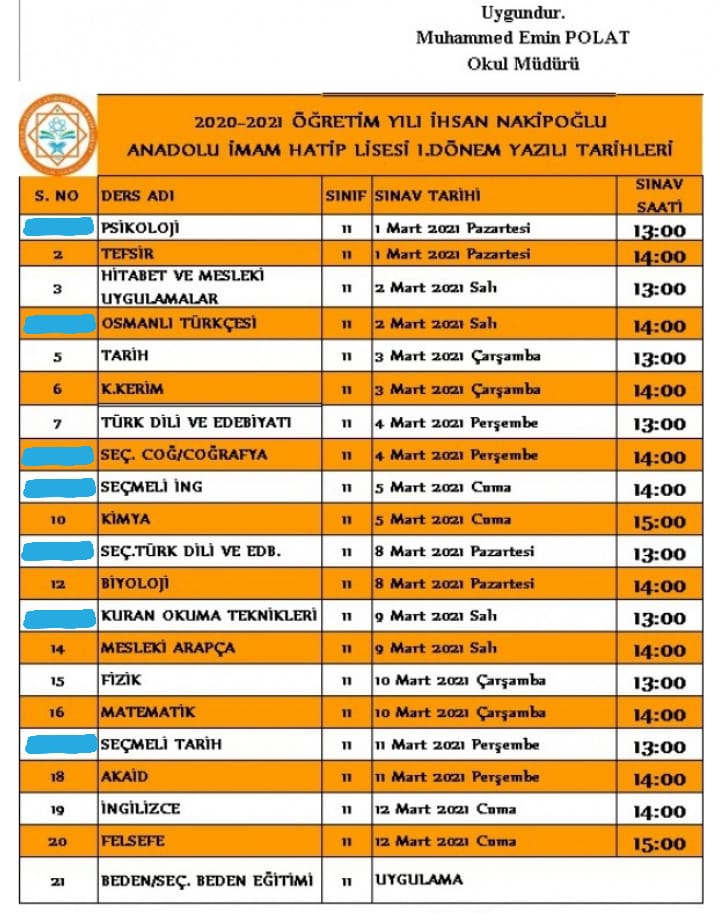 Uygundur.
Muhammed Emin POLAT
Okul Müdürü
2020-2021 ÖĞRETİM YILI İHSAN NAKİPOĞLU
ANADOLU İMAM HATİP LİSESİ 1.DÖNEM YAZILI TARİHLERİ
S. NO DERS ADI SINIF SINAV TARİHİ SINAV SAATİ
PSİKOLOJİ 11 1 Mart 2021 Pazartesi 13:00
2 TEFSİR 11 1 Mart 2021 Pazartesi 14:00
3 HİTABET VE MESLEKİ UYGULAMALAR 11 2 Mart 2021 Salı 13:00
OSMANLI TÜRKÇESİ 11 2 Mart 2021 Salı 14:00
5 TARİH 11 3 Mart 2021 Çarşamba 13:00
6 K.KERİM 11 3 Mart 2021 Çarşamba 14:00
7 TÜRK DİLİ VE EDEBİYATI 11 4 Mart 2021 Perşembe 13:00
SEÇ. COĞ/COĞRAFYA 11 4 Mart 2021 Perşembe 14:00
SEÇMELİ İNG 11 5 Mart 2021 Cuma 14:00
10 KİMYA 11 5 Mart 2021 Cuma 15:00
SEÇ.TÜRK DİLİ VE EDB. 11 8 Mart 2021 Pazartesi 13:00
12 BİYOLOJİ 11 8 Mart 2021 Pazartesi 14:00
KURAN OKUMA TEKNİKLERİ 11 9 Mart 2021 Salı 13:00
14 MESLEKİ ARAPÇA 11 9 Mart 2021 Salı 14:00
15 FİZİK 11 10 Mart 2021 Çarşamba 13:00
16 MATEMATİK 11 10 Mart 2021 Çarşamba 14:00
SEÇMELİ TARİH 11 11 Mart 2021 Perşembe 13:00
18 AKAİD 11 11 Mart 2021 Perşembe 14:00
19 İNGİLİZCE 11 12 Mart 2021 Cuma 14:00
20 FELSEFE 11 12 Mart 2021 Cuma 15:00
21 BEDEN/SEÇ. BEDEN EĞİTİMİ 11 UYGULAMA